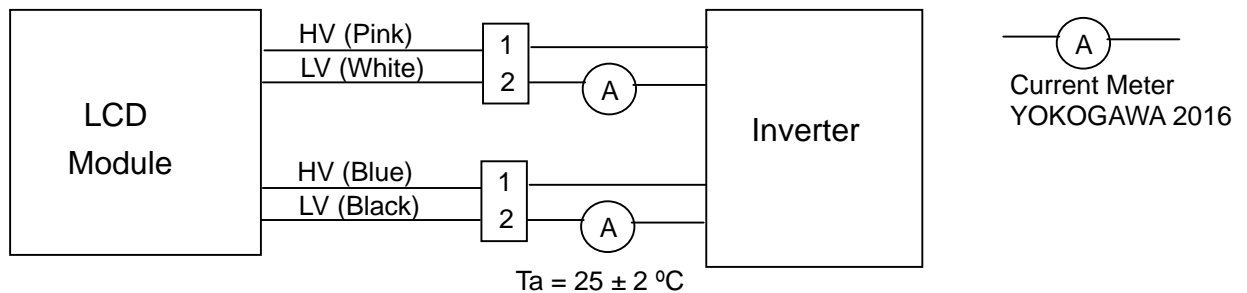 LCD
Module
HV (Pink)
LV (White)
1
2
A
HV (Blue)
LV (Black)
1
2
A
Inverter
A
Current Meter
YOKOGAWA 2016
Ta = 25 ± 2 ºC